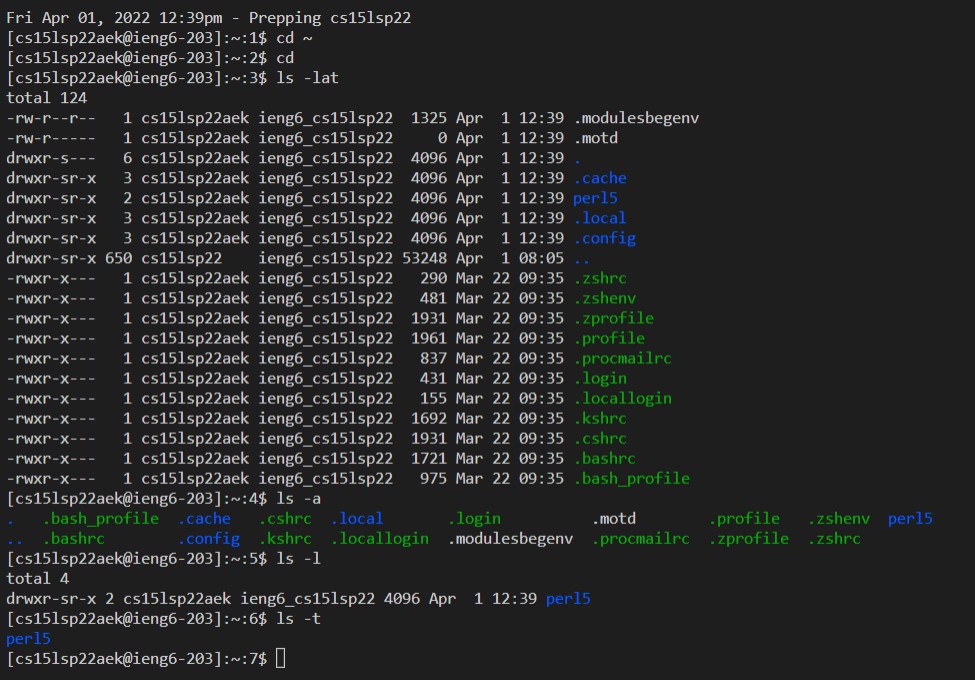 Fri Apr 01, 2022 12:39pm - Prepping cs15lsp22
[cs15lsp22aek@ieng6-203]:~:1$ cd ~
[cs15lsp22aek@ieng6-203]:~:2$ cd
[cs15lsp22aek@ieng6-203]:~:3$ ls -lat
total 124
-rw-r--r--   1 cs15lsp22aek ieng6_cs15lsp22  1325 Apr  1 12:39 .modulesbegenv
-rw-r-----   1 cs15lsp22aek ieng6_cs15lsp22     0 Apr  1 12:39 .motd
drwxr-s---   6 cs15lsp22aek ieng6_cs15lsp22  4096 Apr  1 12:39 .
drwxr-sr-x   3 cs15lsp22aek ieng6_cs15lsp22  4096 Apr  1 12:39 .cache
drwxr-sr-x   2 cs15lsp22aek ieng6_cs15lsp22  4096 Apr  1 12:39 perl5
drwxr-sr-x   3 cs15lsp22aek ieng6_cs15lsp22  4096 Apr  1 12:39 .local
drwxr-sr-x   3 cs15lsp22aek ieng6_cs15lsp22  4096 Apr  1 12:39 .config
drwxr-sr-x 650 cs15lsp22    ieng6_cs15lsp22 53248 Apr  1 08:05 ..
-rwxr-x---   1 cs15lsp22aek ieng6_cs15lsp22   290 Mar 22 09:35 .zshrc
-rwxr-x---   1 cs15lsp22aek ieng6_cs15lsp22   481 Mar 22 09:35 .zshenv
-rwxr-x---   1 cs15lsp22aek ieng6_cs15lsp22  1931 Mar 22 09:35 .zprofile
-rwxr-x---   1 cs15lsp22aek ieng6_cs15lsp22  1961 Mar 22 09:35 .profile
-rwxr-x---   1 cs15lsp22aek ieng6_cs15lsp22   837 Mar 22 09:35 .procmailrc
-rwxr-x---   1 cs15lsp22aek ieng6_cs15lsp22   431 Mar 22 09:35 .login
-rwxr-x---   1 cs15lsp22aek ieng6_cs15lsp22   155 Mar 22 09:35 .locallogin
-rwxr-x---   1 cs15lsp22aek ieng6_cs15lsp22  1692 Mar 22 09:35 .kshrc
-rwxr-x---   1 cs15lsp22aek ieng6_cs15lsp22  1931 Mar 22 09:35 .cshrc
-rwxr-x---   1 cs15lsp22aek ieng6_cs15lsp22  1721 Mar 22 09:35 .bashrc
-rwxr-x---   1 cs15lsp22aek ieng6_cs15lsp22   975 Mar 22 09:35 .bash_profile
[cs15lsp22aek@ieng6-203]:~:4$ ls -a
.   .bash_profile  .cache   .cshrc  .local       .login          .motd        .profile   .zshenv  perl5
..  .bashrc        .config  .kshrc  .locallogin  .modulesbegenv  .procmailrc  .zprofile  .zshrc
[cs15lsp22aek@ieng6-203]:~:5$ ls -l
total 4
drwxr-sr-x 2 cs15lsp22aek ieng6_cs15lsp22 4096 Apr  1 12:39 perl5
[cs15lsp22aek@ieng6-203]:~:6$ ls -t
perl5
[cs15lsp22aek@ieng6-203]:~:7$